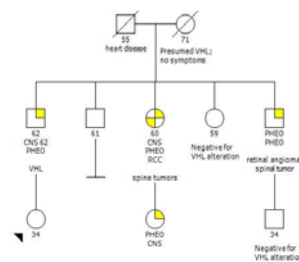 55
heart disease
71
Presumed VHL;
no symptoms
62
CNS 62
PHEO
VHL
61
60
CNS
PHEO
RCC
spine tumors
59
Negative for
VHL alteration
PHEO
PHEO
retinal angioma
spinal tumor
34
PHEO
CNS
34
Negative for
VHL alteration